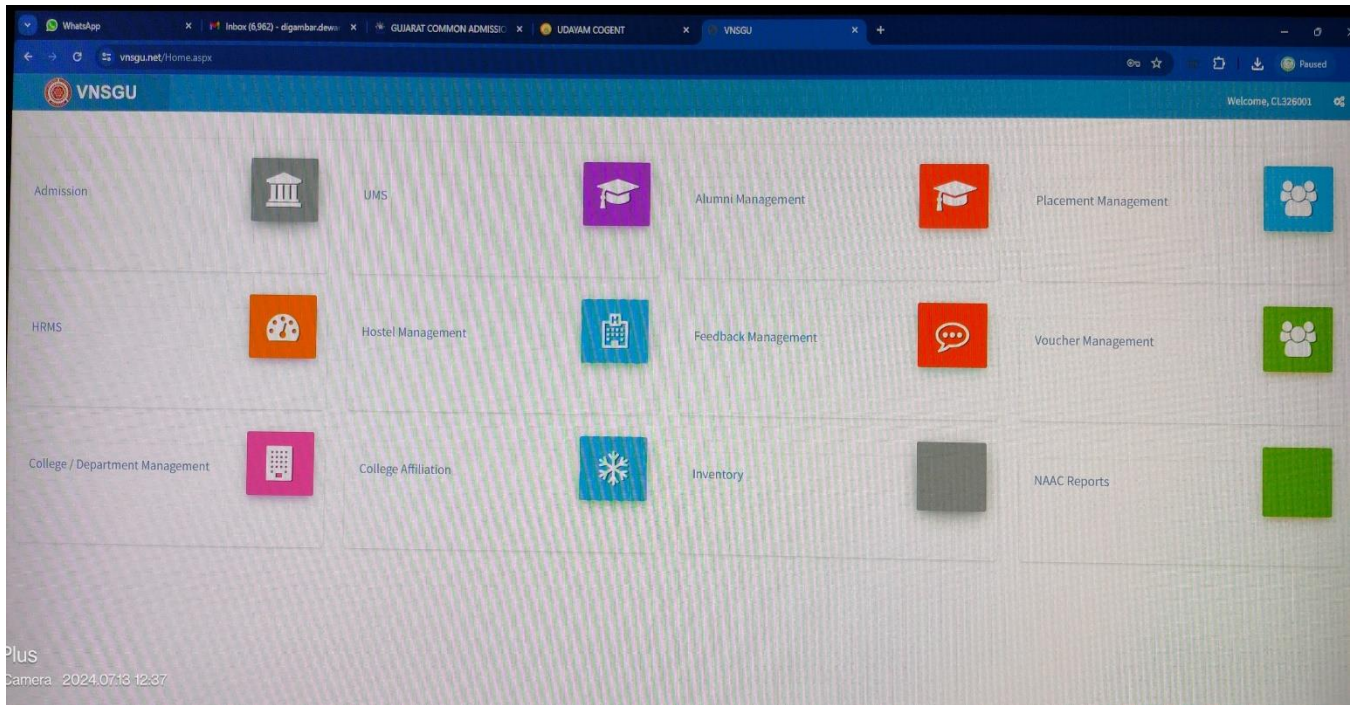 WhatsApp
Inbox (6,962) - digambar.dewa
GUJARAT COMMON ADMISSIO
UDAYAM COGENT
VNSGU
vnsgu.net/Home.aspx
Paused
VNSGU
Welcome, CL326001
Admission
UMS
Alumni Management
Placement Management
HRMS
Hostel Management
Feedback Management
Voucher Management
College / Department Management
College Affiliation
Inventory
NAAC Reports
Plus
Camera 2024.07.13 12:37